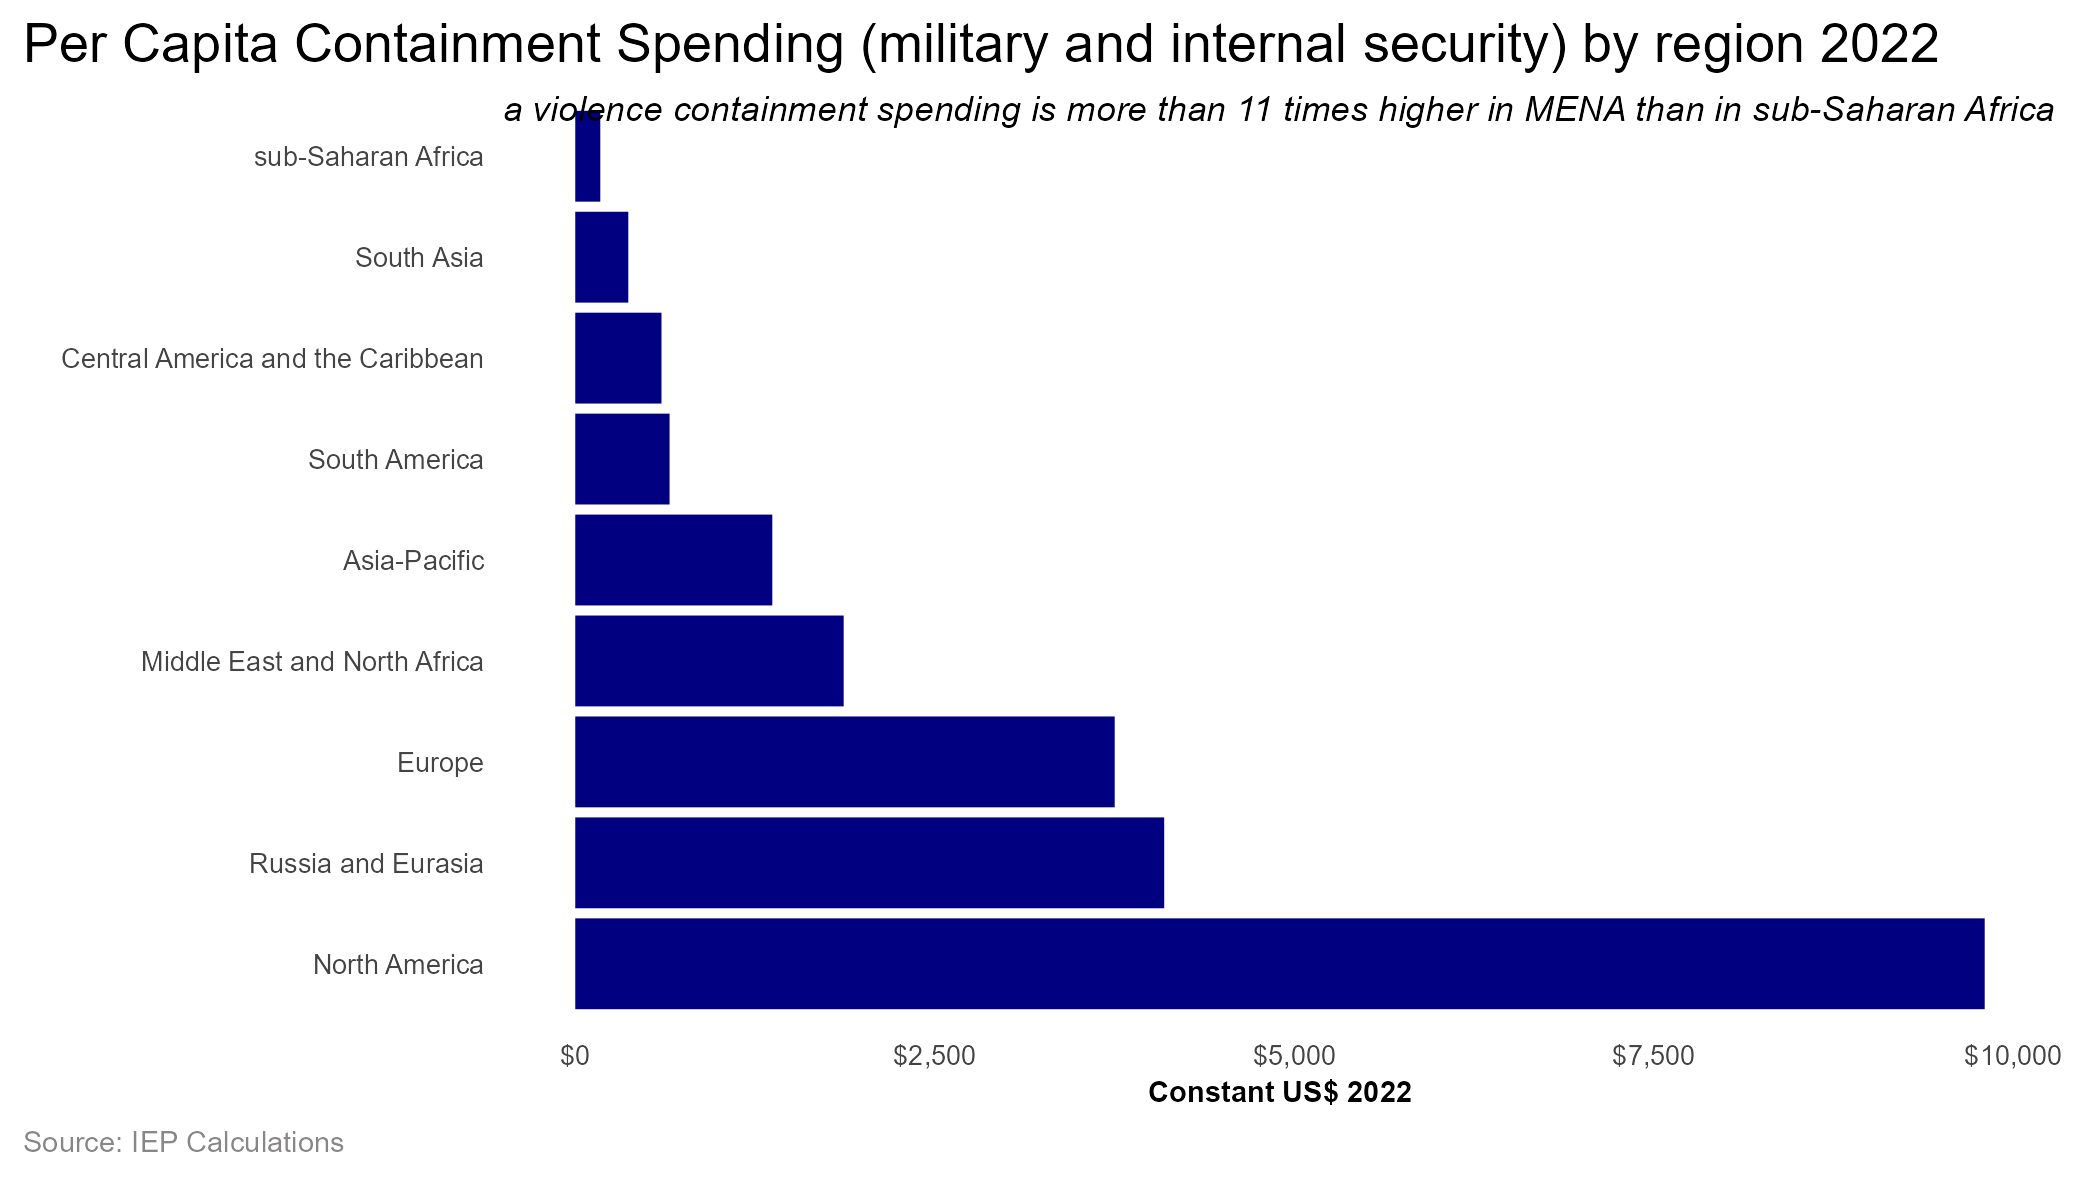 Per Capita Containment Spending (military and internal security) by region 2022
a violence containment spending is more than 11 times higher in MENA than in sub-Saharan Africa
sub-Saharan Africa
South Asia
Central America and the Caribbean
South America
Asia-Pacific
Middle East and North Africa
Europe
Russia and Eurasia
North America
$0 $2,500 $5,000 $7,500 $10,000
Constant US$ 2022
Source: IEP Calculations